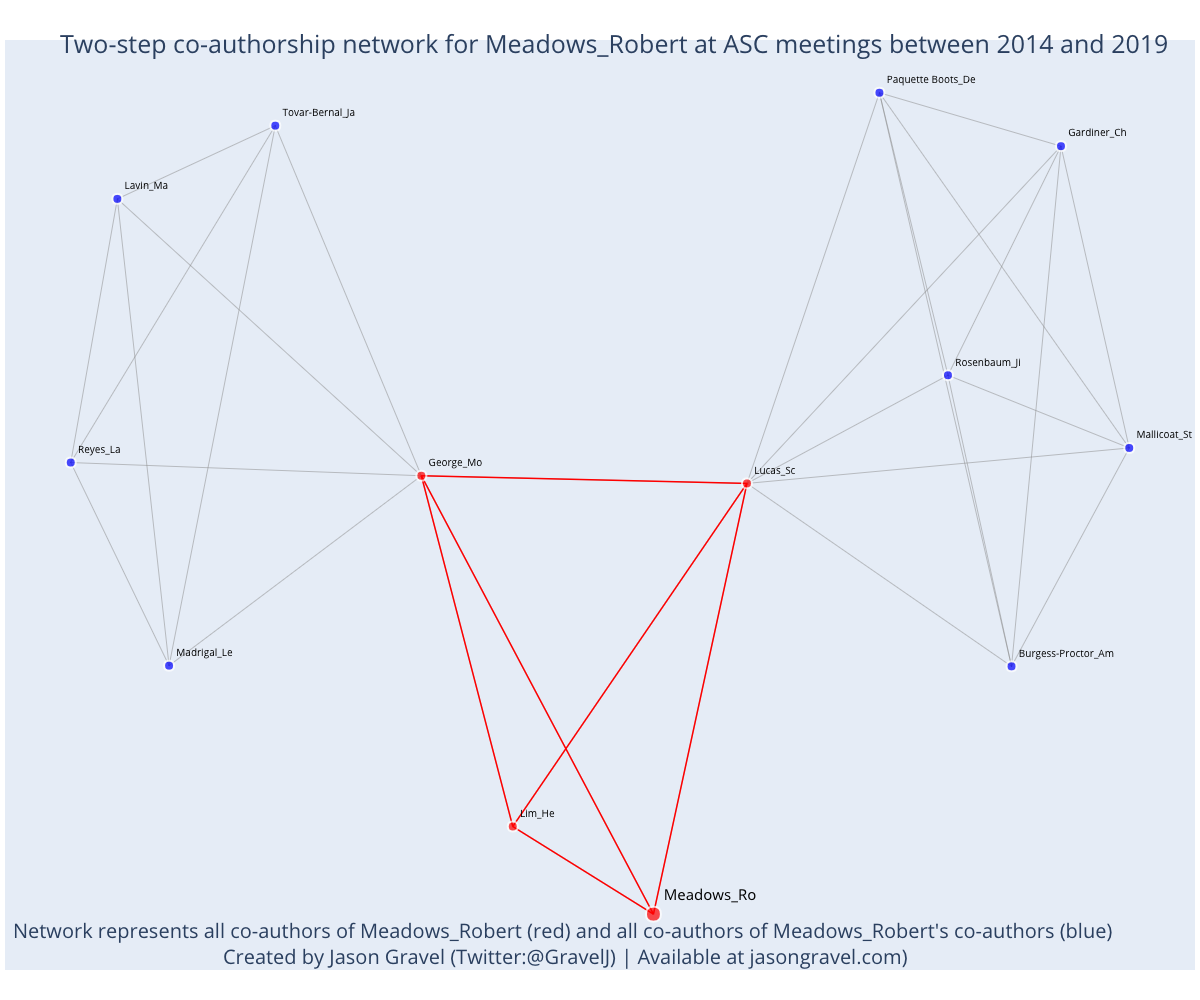 Two-step co-authorship network for Meadows_Robert at ASC meetings between 2014 and 2019
Paquette Boots_De
Tovar-Bernal_Ja
Gardiner_Ch
Lavin_Ma
Rosenbaum_Ji
Mallicoat_St
Reyes_La
George_Mo
Lucas_Sc
Madrigal_Le
Burgess-Proctor_Am
Lim_He
Meadows_Ro
Network represents all co-authors of Meadows_Robert (red) and all co-authors of Meadows_Robert's co-authors (blue)
Created by Jason Gravel (Twitter:@GravelJ) | Available at jasongravel.com)